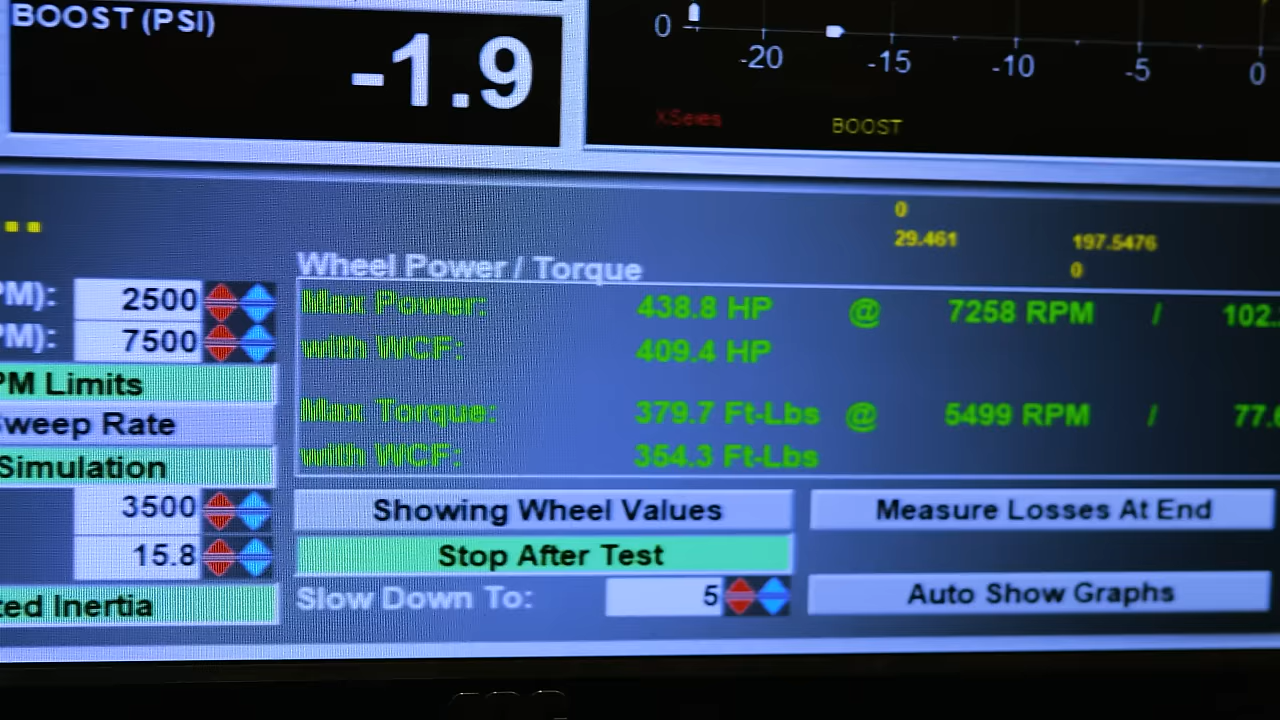 BOOST (PSI)
-1.9
0
-20 -15 -10 -5 0
BOOST
0
29.461 197.5476
0
Wheel Power / Torque
PM): 2500
PM): 7500
PM Limits
Sweep Rate
Simulation
3500
15.8
ted Inertia
Max Power: 438.8 HP @ 7258 RPM / 102.
with WCF: 409.4 HP
Max Torque: 379.7 Ft-Lbs @ 5499 RPM / 77.
with WCF: 354.3 Ft-Lbs
Showing Wheel Values Measure Losses At End
Stop After Test
Slow Down To: 5 Auto Show Graphs